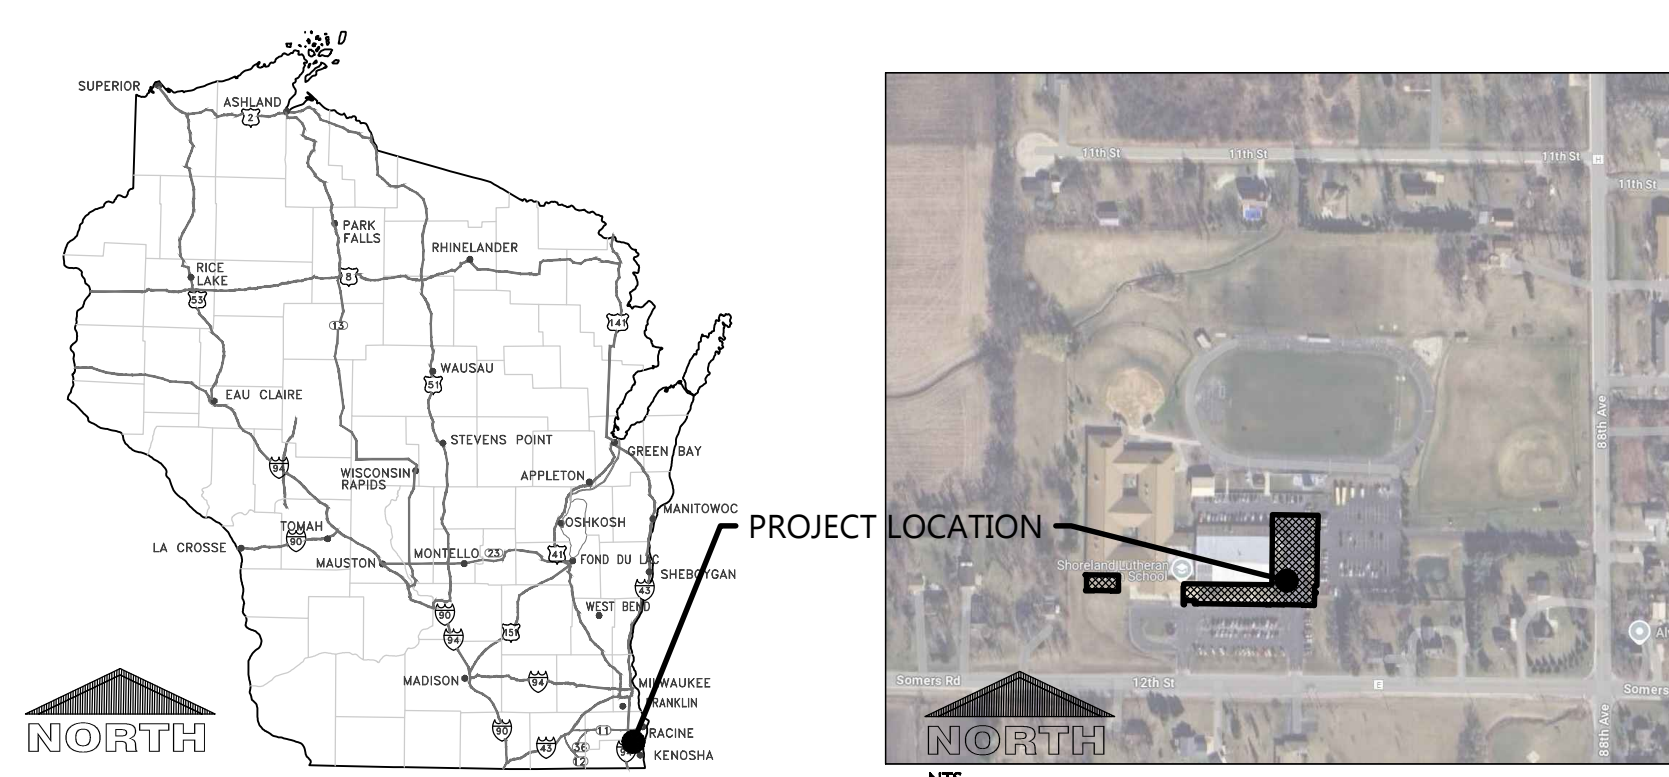 SUPERIOR
ASHLAND
2
PARK
FALLS
RHINELANDER
RICE
LAKE
8
53
13
141
WAUSAU
51
EAU CLAIRE
STEVENS POINT
GREEN BAY
94
WISCONSIN
RAPIDS
APPLETON
MANITOWOC
OSHKOSH
TOMAH
90
LA CROSSE
MONTELLO
23
41
FOND DU LAC
MAUSTON
SHEBOYGAN
43
WEST BEND
90
94
151
MADISON
94
MILWAUKEE
FRANKLIN
90
43
11
RACINE
36
12
KENOSHA
NORTH
PROJECT LOCATION
11th St
11th St
11th St
H
11th St
88th Ave
Shoreland Lutheran
School
Somers Rd
12th St
E
Somers
88th Ave
NORTH
NTS